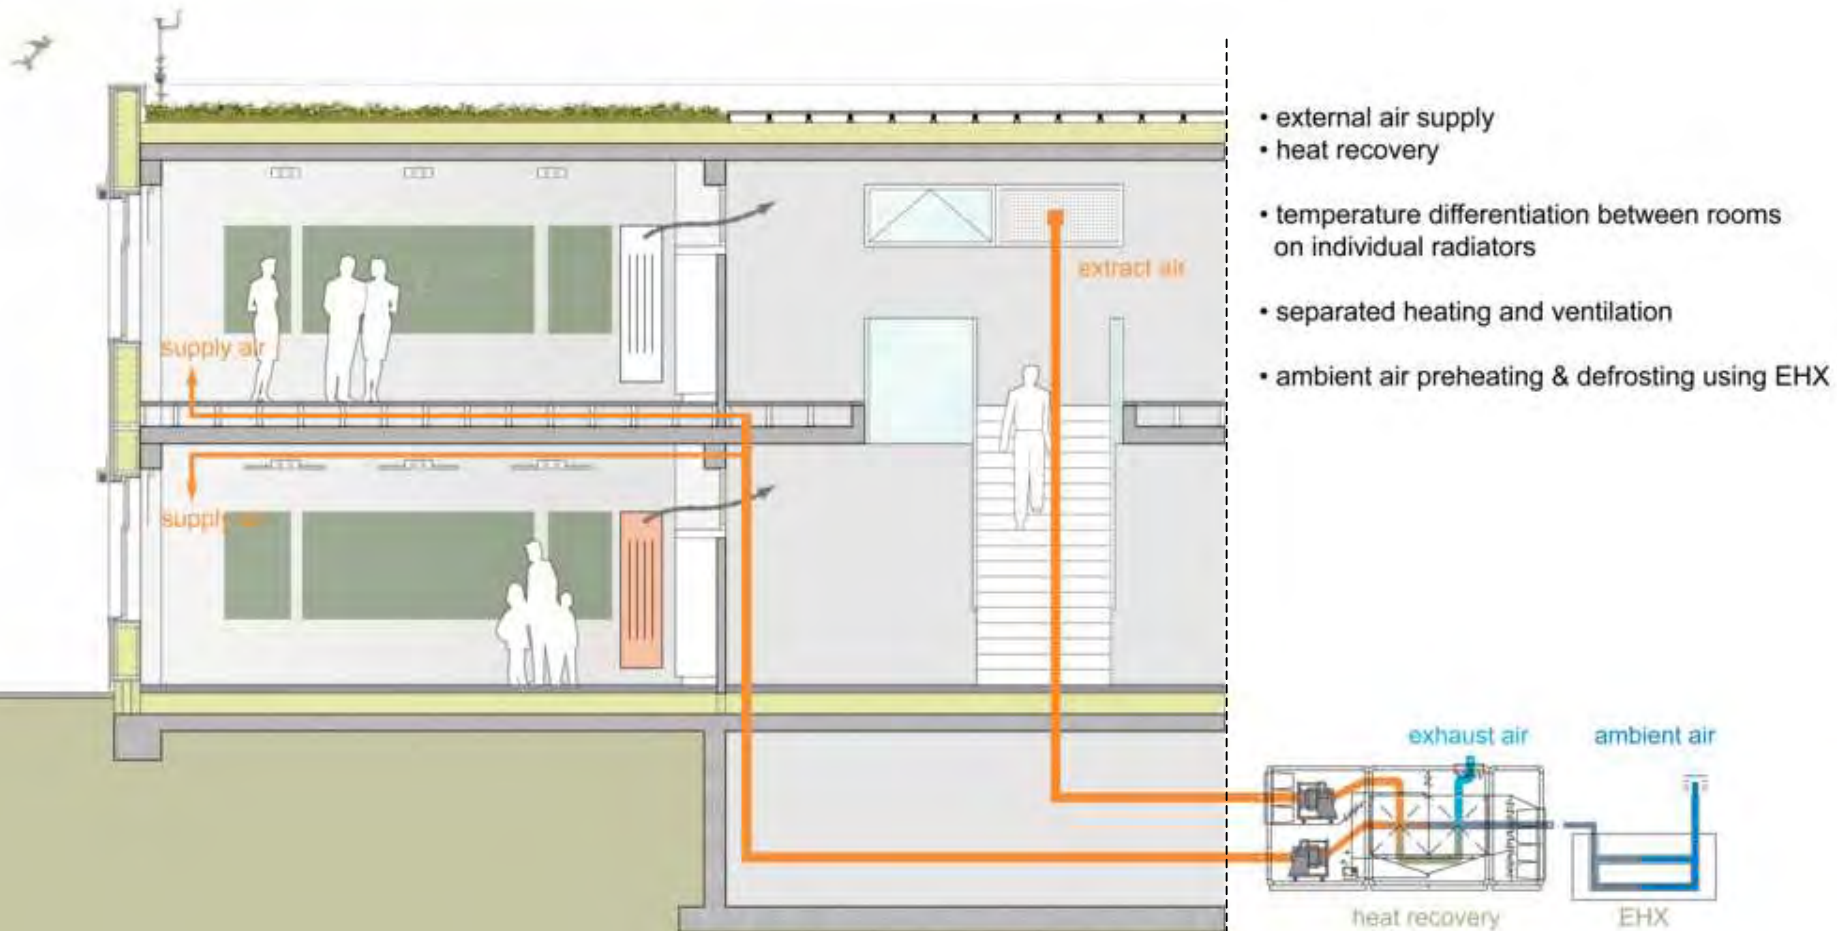 • external air supply
• heat recovery
• temperature differentiation between rooms
on individual radiators
• separated heating and ventilation
• ambient air preheating & defrosting using EHX
extract air
supply air
supply air
exhaust air
ambient air
heat recovery
EHX